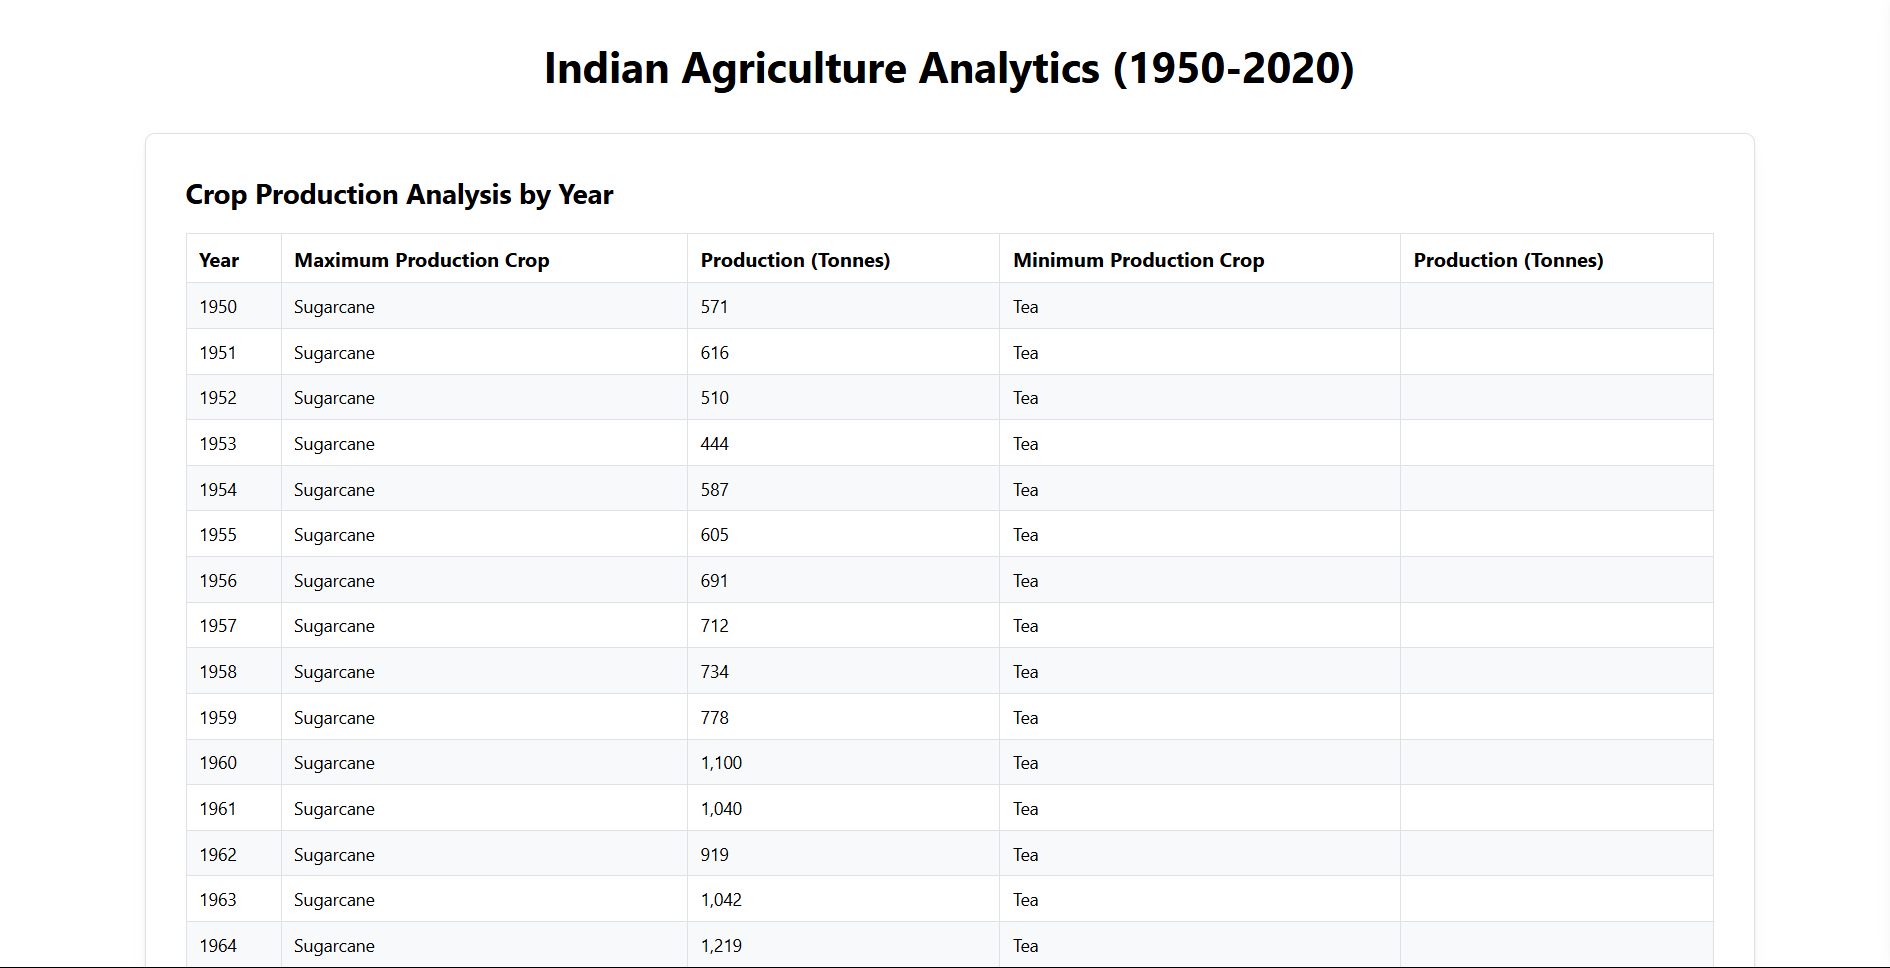 Indian Agriculture Analytics (1950-2020)
Crop Production Analysis by Year
Year Maximum Production Crop Production (Tonnes) Minimum Production Crop Production (Tonnes)
1950 Sugarcane 571 Tea
1951 Sugarcane 616 Tea
1952 Sugarcane 510 Tea
1953 Sugarcane 444 Tea
1954 Sugarcane 587 Tea
1955 Sugarcane 605 Tea
1956 Sugarcane 691 Tea
1957 Sugarcane 712 Tea
1958 Sugarcane 734 Tea
1959 Sugarcane 778 Tea
1960 Sugarcane 1,100 Tea
1961 Sugarcane 1,040 Tea
1962 Sugarcane 919 Tea
1963 Sugarcane 1,042 Tea
1964 Sugarcane 1,219 Tea